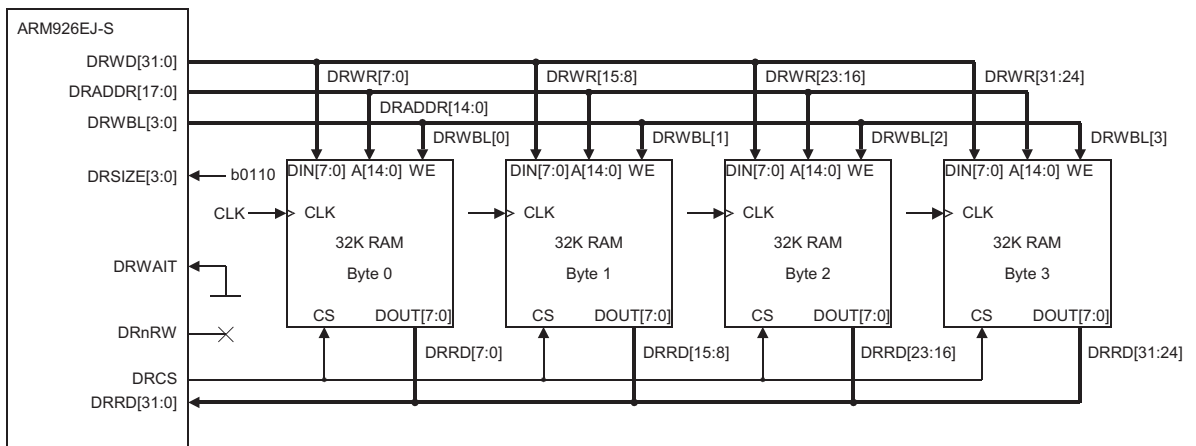 ARM926EJ-S
DRWD[31:0]
DRWR[7:0]
DRWR[15:8]
DRWR[23:16]
DRWR[31:24]
DRADDR[17:0]
DRADDR[14:0]
DRWBL[3:0]
DRWBL[0]
DRWBL[1]
DRWBL[2]
DRWBL[3]
DRSIZE[3:0]
b0110
DIN[7:0] A[14:0] WE
DIN[7:0] A[14:0] WE
DIN[7:0] A[14:0] WE
DIN[7:0] A[14:0] WE
CLK
CLK
CLK
CLK
CLK
32K RAM
32K RAM
32K RAM
32K RAM
DRWAIT
Byte 0
Byte 1
Byte 2
Byte 3
CS DOUT[7:0]
CS DOUT[7:0]
CS DOUT[7:0]
CS DOUT[7:0]
DRnRW
DRRD[7:0]
DRRD[15:8]
DRRD[23:16]
DRRD[31:24]
DRCS
DRRD[31:0]